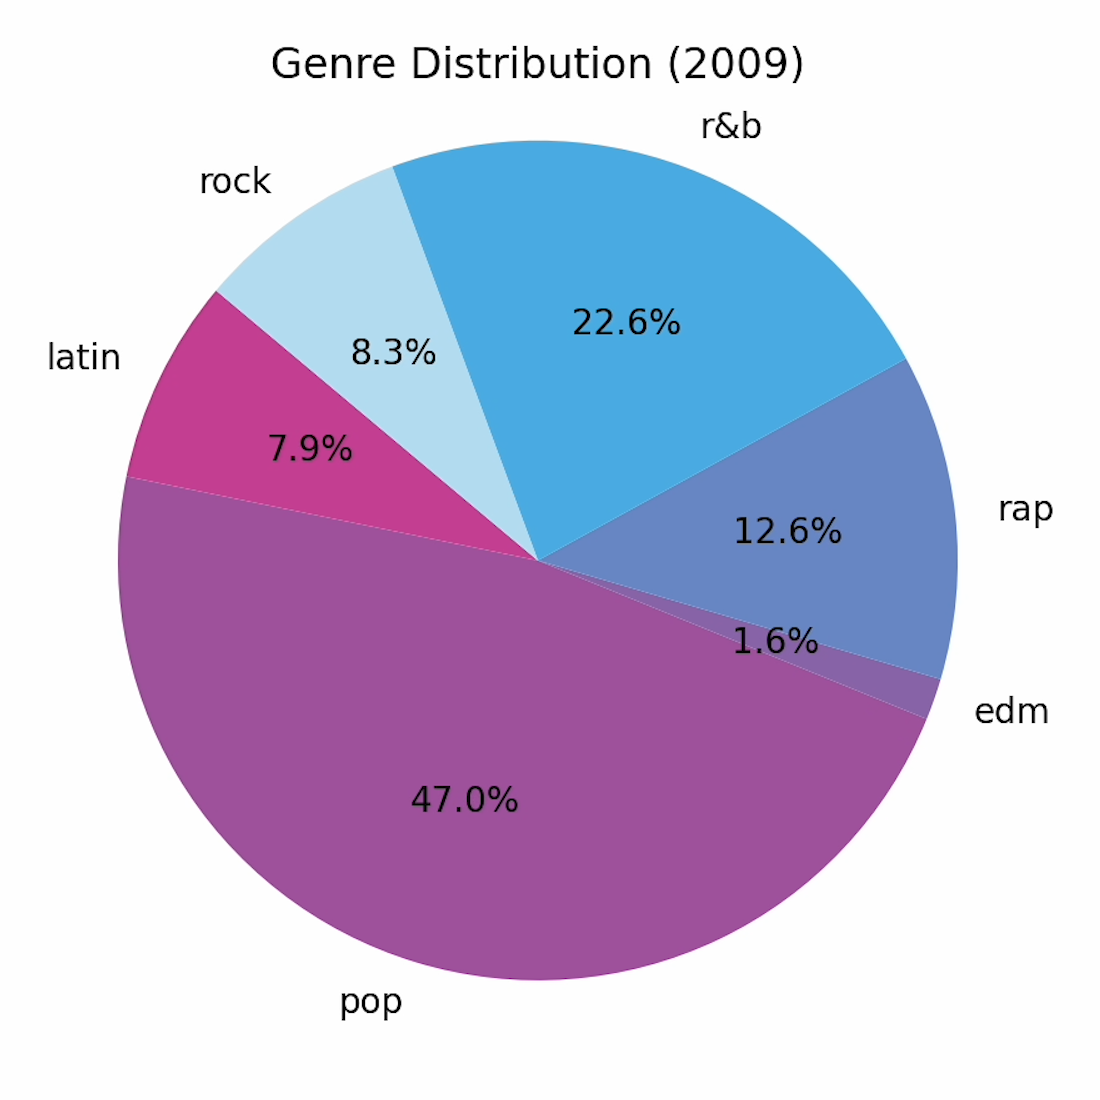 Genre Distribution (2009)
r&b
rock
22.6%
8.3%
latin
7.9%
rap
12.6%
1.6%
edm
47.0%
pop